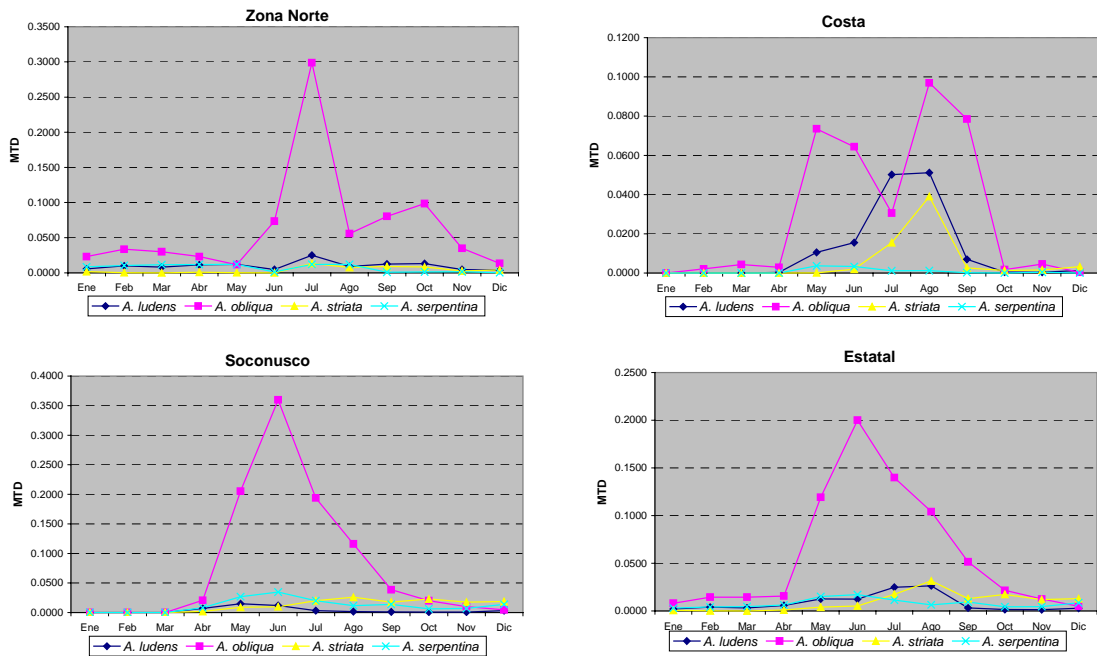 Zona Norte
0.3500
0.3000
0.2500
0.2000
0.1500
0.1000
0.0500
0.0000
MTD
Ene Feb Mar Abr May Jun Jul Ago Sep Oct Nov Dic
A. ludens A. obliqua A. striata A. serpentina
Costa
0.1200
0.1000
0.0800
0.0600
0.0400
0.0200
0.0000
MTD
Ene Feb Mar Abr May Jun Jul Ago Sep Oct Nov Dic
A. ludens A. obliqua A. striata A. serpentina
Soconusco
0.4000
0.3500
0.3000
0.2500
0.2000
0.1500
0.1000
0.0500
0.0000
MTD
Ene Feb Mar Abr May Jun Jul Ago Sep Oct Nov Dic
A. ludens A. obliqua A. striata A. serpentina
Estatal
0.2500
0.2000
0.1500
0.1000
0.0500
0.0000
MTD
Ene Feb Mar Abr May Jun Jul Ago Sep Oct Nov Dic
A. ludens A. obliqua A. striata A. serpentina